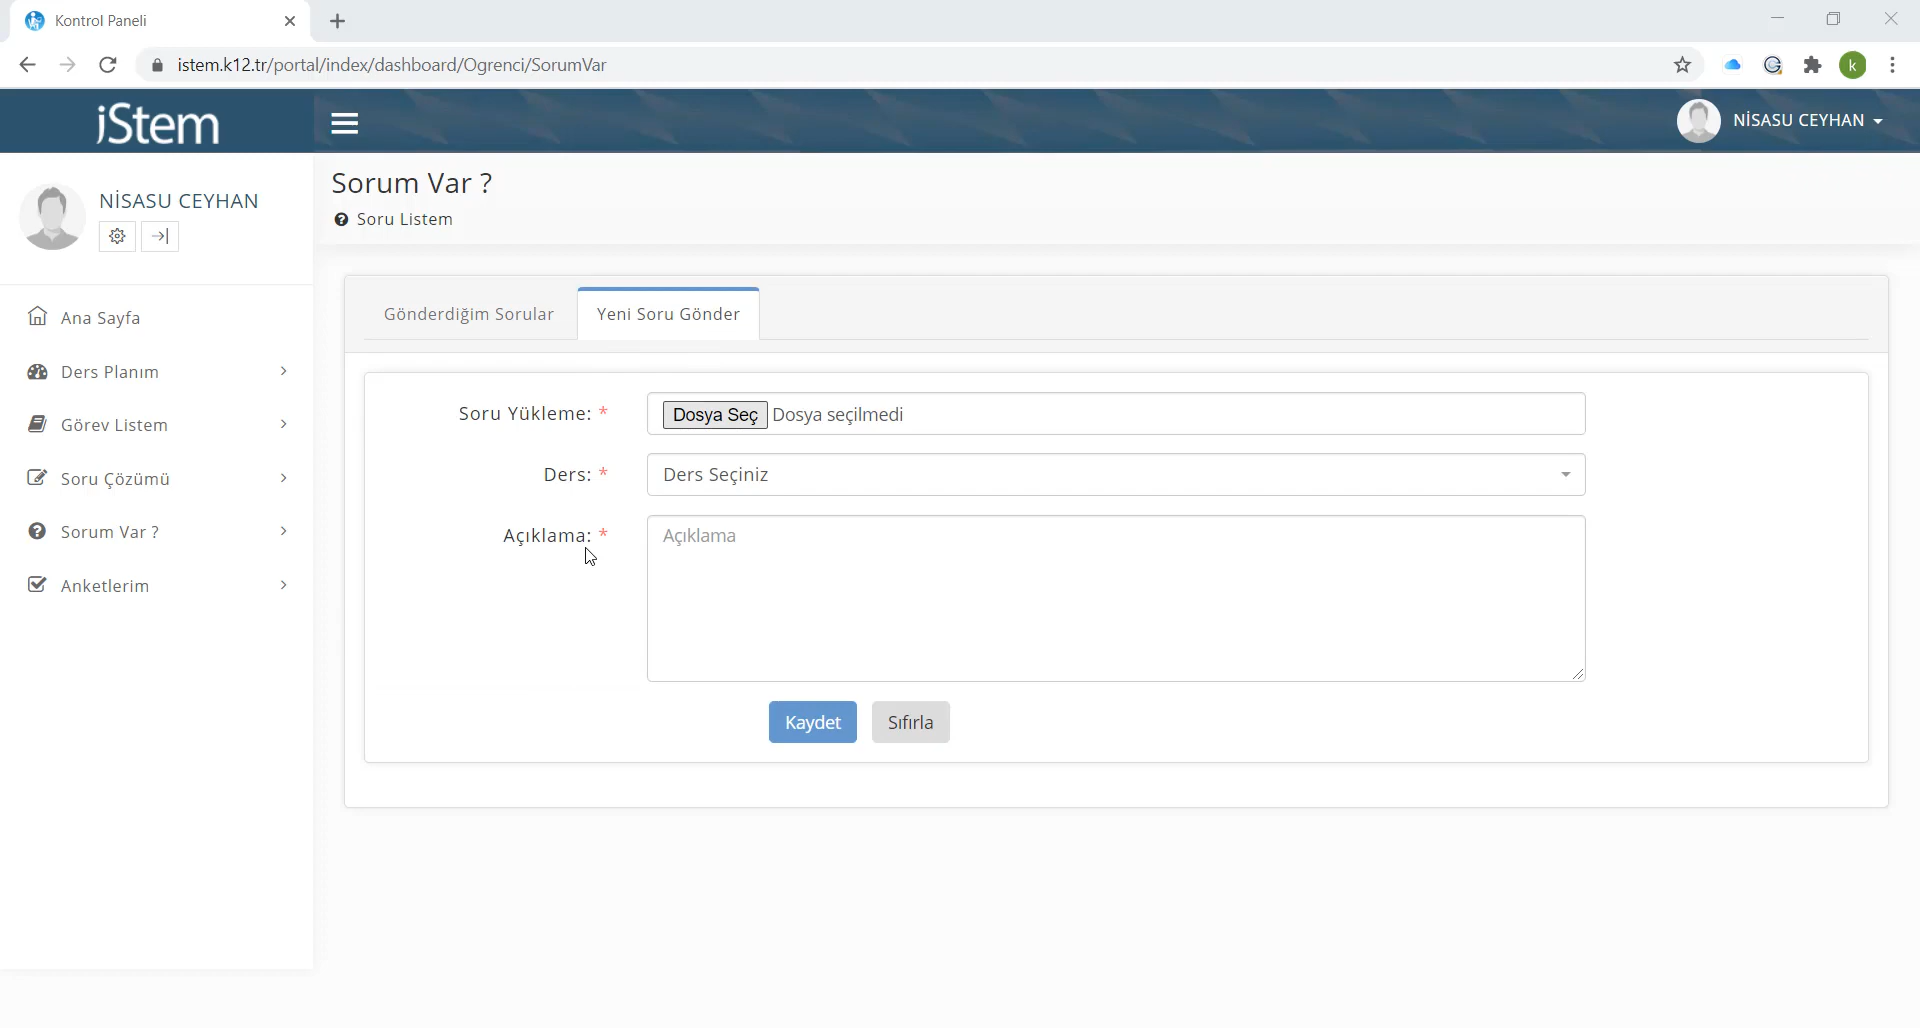 Kontrol Paneli
istem.k12.tr/portal/index/dashboard/Ogrenci/SorumVar
k
iStem
NİSASU CEYHAN
NİSASU CEYHAN
Ana Sayfa
Ders Planım
Görev Listem
Soru Çözümü
Sorum Var ?
Anketlerim
Sorum Var ?
Soru Listem
Gönderdiğim Sorular
Yeni Soru Gönder
Soru Yükleme: *
Dosya Seç Dosya seçilmedi
Ders: *
Ders Seçiniz
Açıklama: *
Açıklama
Kaydet
Sıfırla